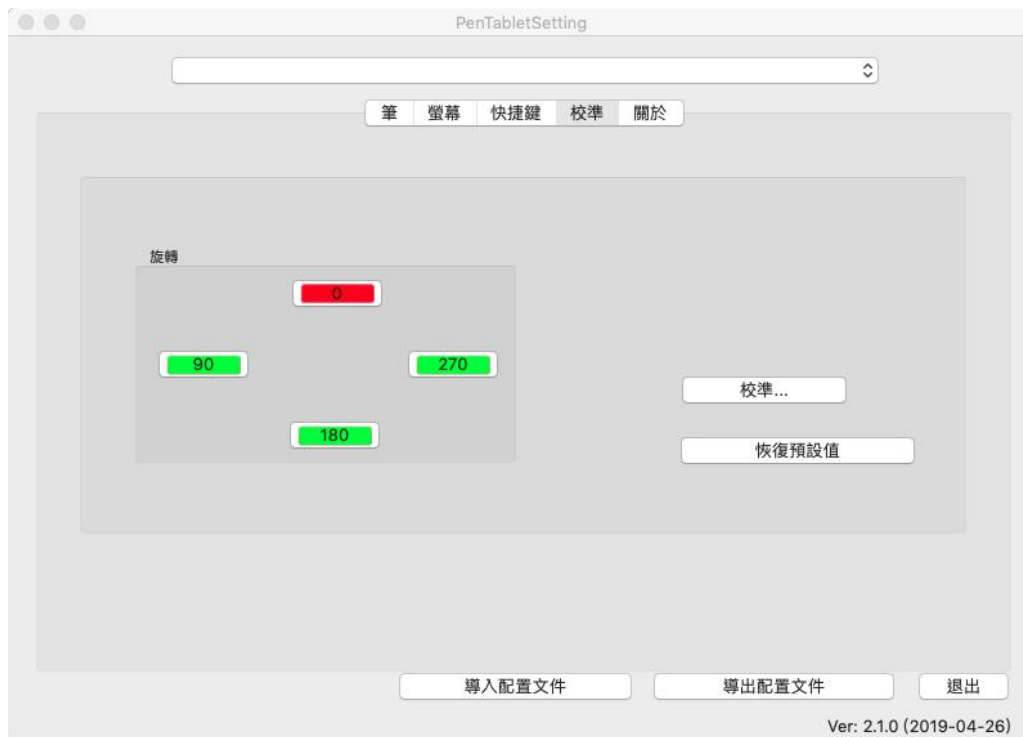 PenTabletSetting
筆 螢幕 快捷鍵 校準 關於
旋轉
0
90 270
校準...
180
恢復預設值
導入配置文件 導出配置文件 退出
Ver: 2.1.0 (2019-04-26)